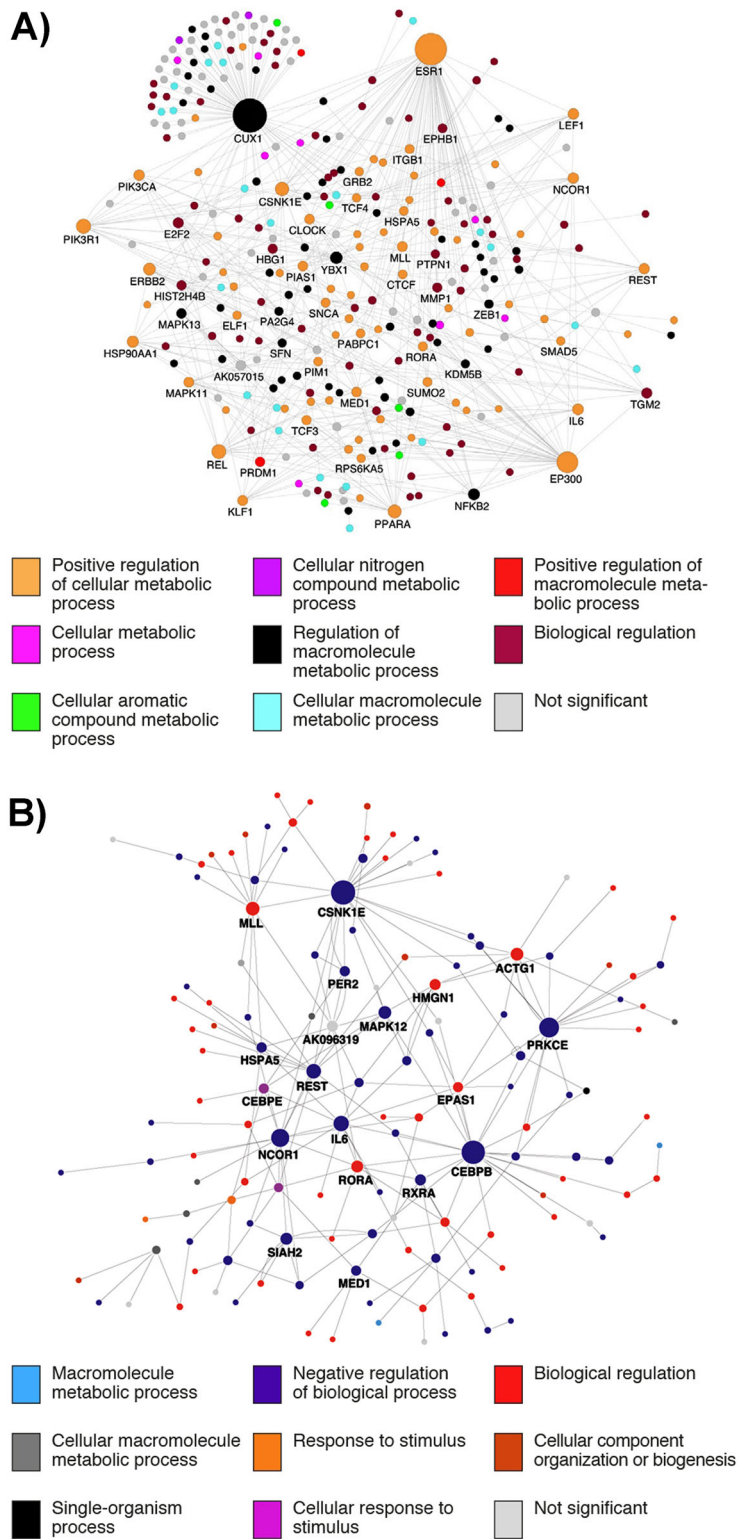 A)
ESR1
CUX1
LEF1
EPHB1
ITGB1
PIK3CA
GRB2
NCOR1
CSNK1E
TCF4
HSPA5
PIK3R1
E2F2
CLOCK
HBG1
YBX1
MLL
PTPN1
ERBB2
PIAS1
REST
HIST2H4B
CTCF
MMP1
MAPK13
ELF1
PA2G4
SNCA
ZEB1
HSP90AA1
SFN
PABPC1
RORA
SMAD5
AK057015
PIM1
KDM5B
MAPK11
MED1
SUMO2
TGM2
TCF3
IL6
REL
PRDM1
RPS6KA5
EP300
KLF1
PPARA
NFKB2
Positive regulation
of cellular metabolic
process
Cellular nitrogen
compound metabolic
process
Positive regulation of
macromolecule meta-
bolic process
Cellular metabolic
process
Regulation of
macromolecule
metabolic process
Biological regulation
Cellular aromatic
compound metabolic
process
Cellular macromolecule
metabolic process
Not significant
B)
CSNK1E
MLL
ACTG1
PER2
HMGN1
AK096319
MAPK12
PRKCE
HSPA5
REST
CEBPE
EPAS1
NCOR1
IL6
CEBPB
RORA
RXRA
SIAH2
MED1
Macromolecule
metabolic process
Negative regulation
of biological process
Biological regulation
Cellular macromolecule
metabolic process
Response to stimulus
Cellular component
organization or biogenesis
Single-organism
process
Cellular response to
stimulus
Not significant